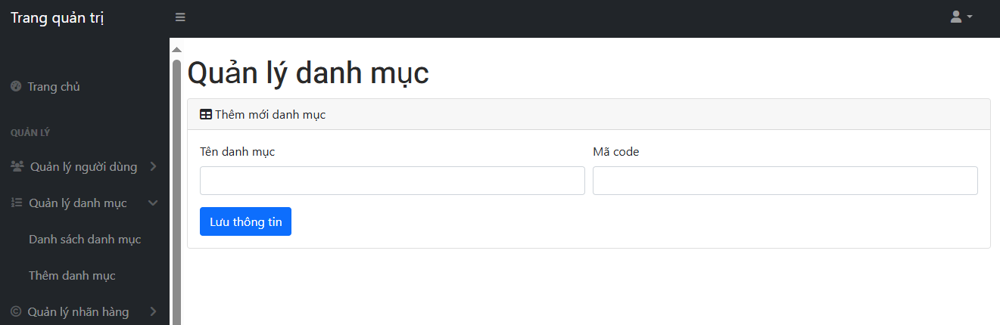 Trang quản trị
Trang chủ
QUẢN LÝ
Quản lý người dùng
Quản lý danh mục
Danh sách danh mục
Thêm danh mục
Quản lý nhãn hàng
Quản lý danh mục
Thêm mới danh mục
Tên danh mục
Mã code
Lưu thông tin